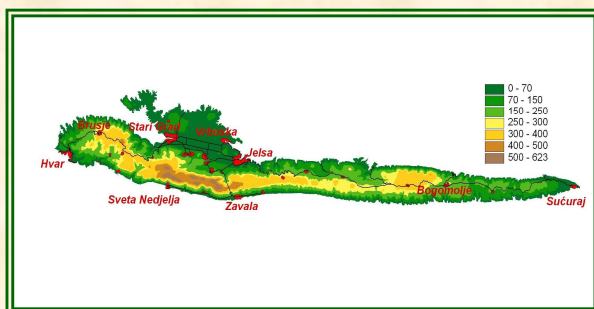 0 - 70
70 - 150
150 - 250
250 - 300
300 - 400
400 - 500
500 - 623
Brusje
Stari Grad
Vrboska
Jelsa
Hvar
Sveta Nedjelja
Zavala
Bogomolje
Sućuraj